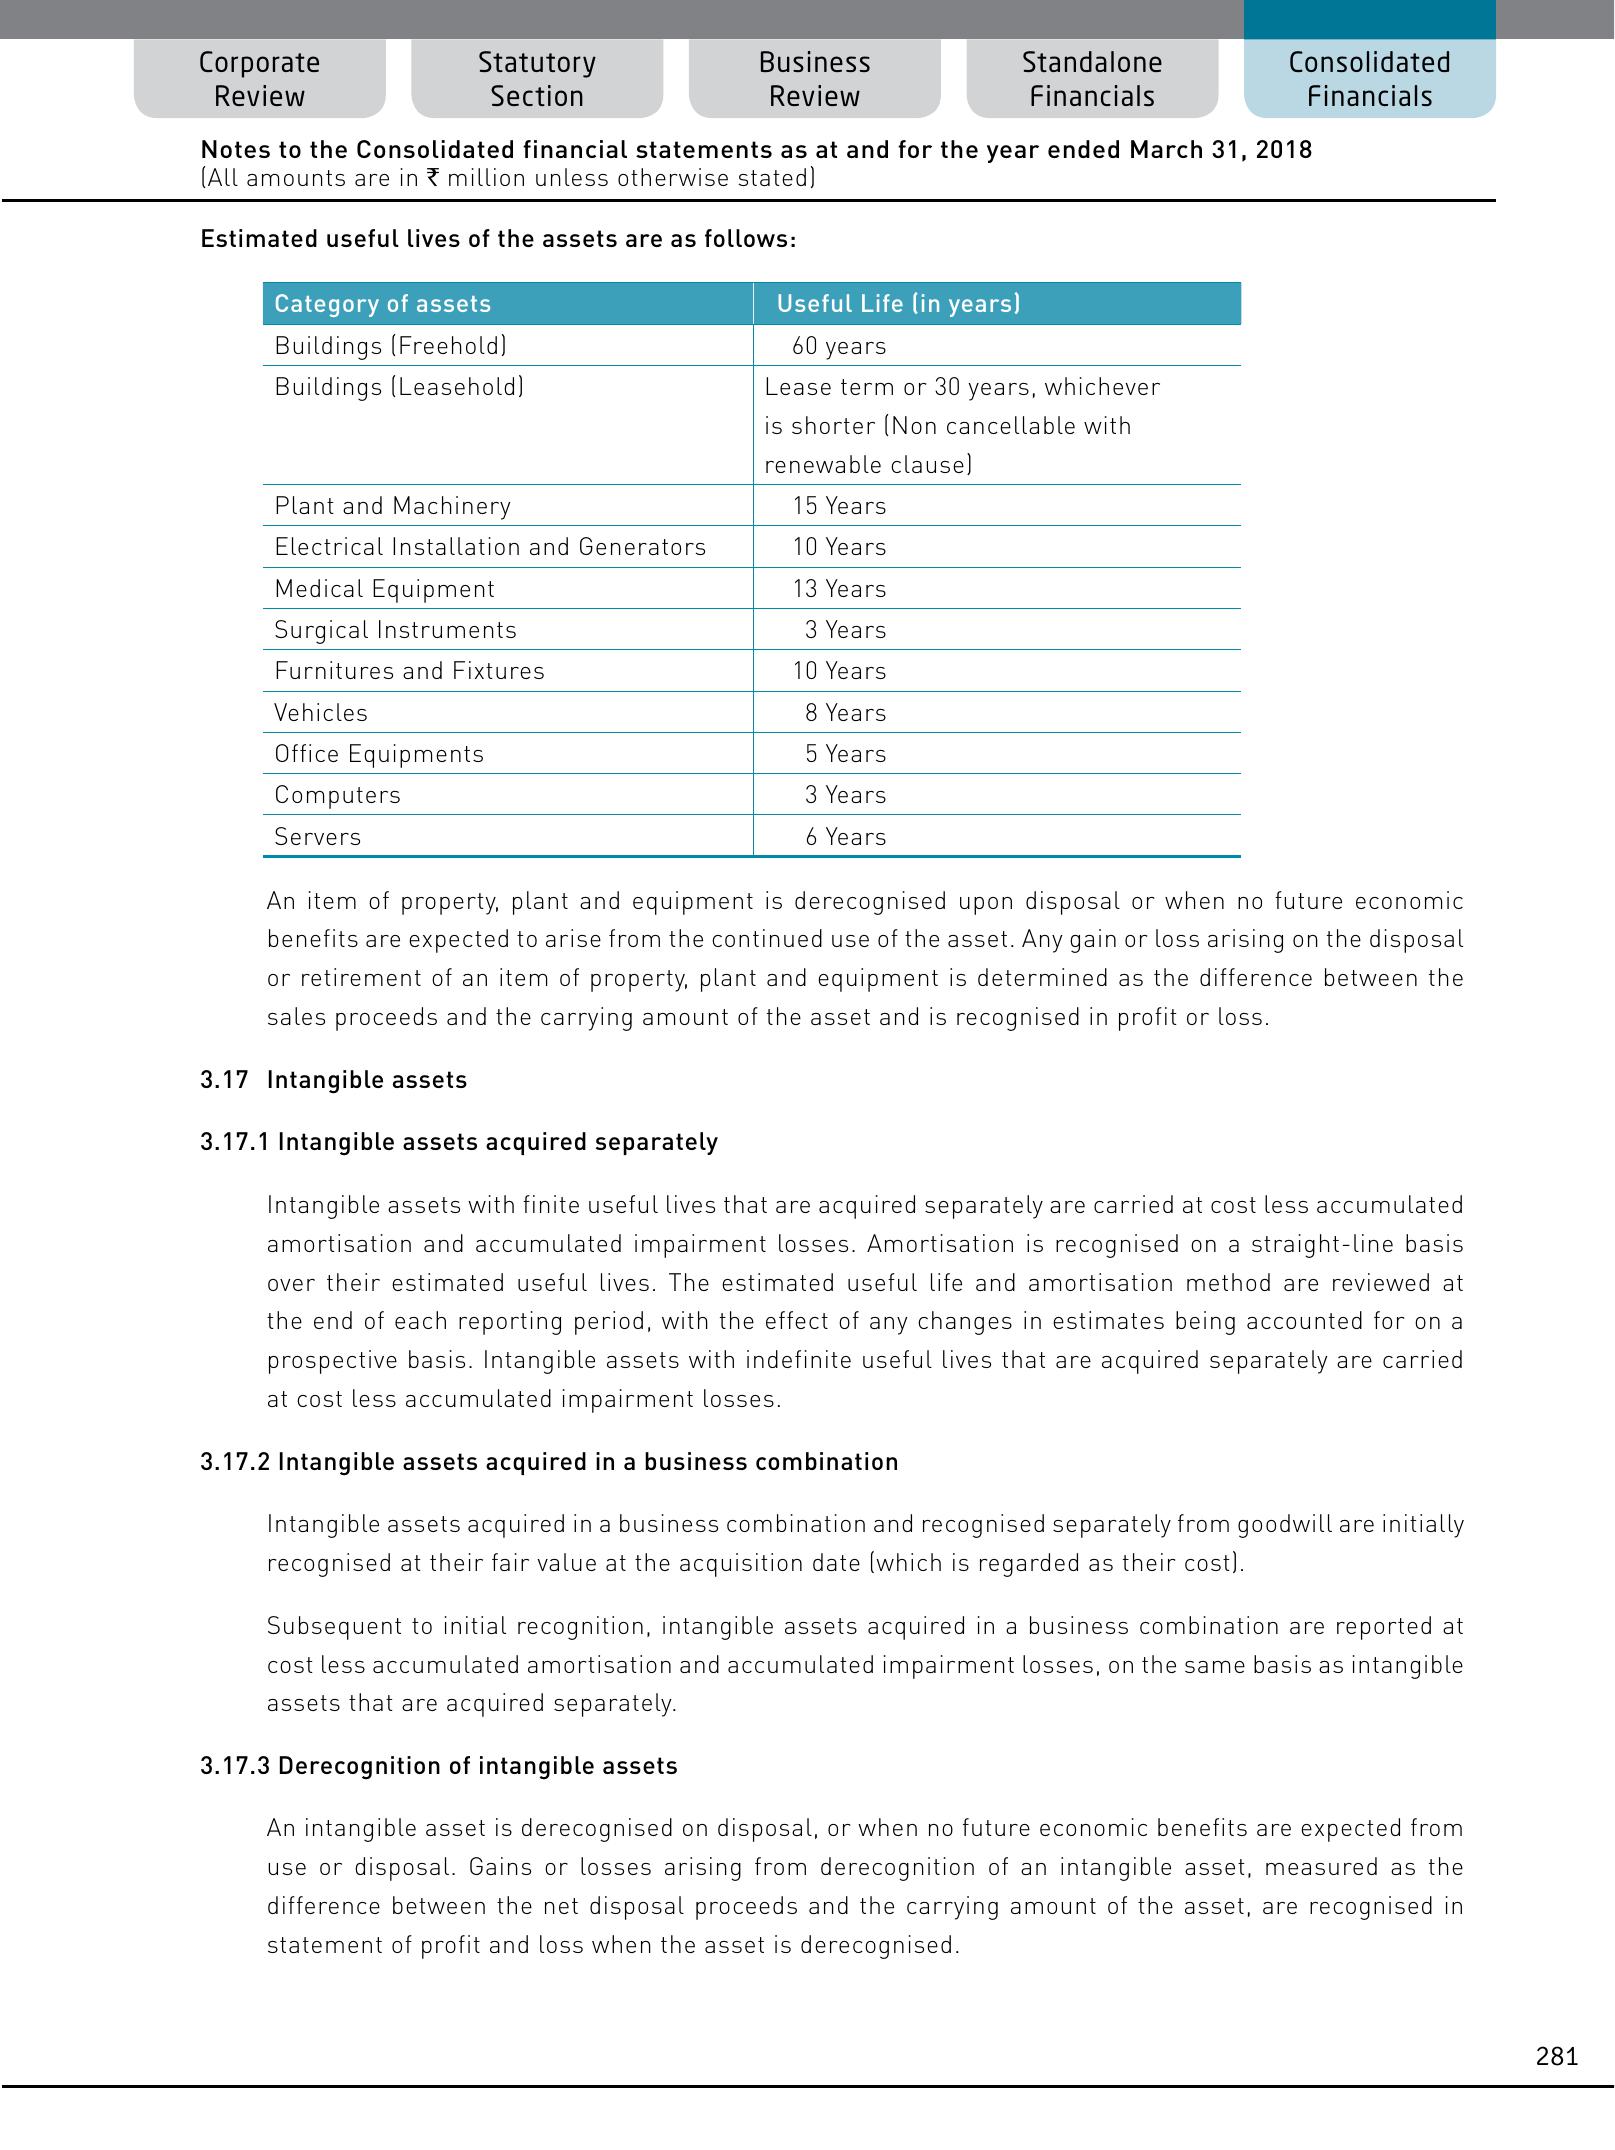 Corporate Review
Statutory Section
Business Review
Standalone Financials
Consolidated Financials
Notes to the Consolidated financial statements as at and for the year ended March 31, 2018
(All amounts are in ₹ million unless otherwise stated)
Estimated useful lives of the assets are as follows:
Category of assets Useful Life (in years)
Buildings (Freehold) 60 years
Buildings (Leasehold) Lease term or 30 years, whichever
is shorter (Non cancellable with
renewable clause)
Plant and Machinery 15 Years
Electrical Installation and Generators 10 Years
Medical Equipment 13 Years
Surgical Instruments 3 Years
Furnitures and Fixtures 10 Years
Vehicles 8 Years
Office Equipments 5 Years
Computers 3 Years
Servers 6 Years
An item of property, plant and equipment is derecognised upon disposal or when no future economic
benefits are expected to arise from the continued use of the asset. Any gain or loss arising on the disposal
or retirement of an item of property, plant and equipment is determined as the difference between the
sales proceeds and the carrying amount of the asset and is recognised in profit or loss.
3.17 Intangible assets
3.17.1 Intangible assets acquired separately
Intangible assets with finite useful lives that are acquired separately are carried at cost less accumulated
amortisation and accumulated impairment losses. Amortisation is recognised on a straight-line basis
over their estimated useful lives. The estimated useful life and amortisation method are reviewed at
the end of each reporting period, with the effect of any changes in estimates being accounted for on a
prospective basis. Intangible assets with indefinite useful lives that are acquired separately are carried
at cost less accumulated impairment losses.
3.17.2 Intangible assets acquired in a business combination
Intangible assets acquired in a business combination and recognised separately from goodwill are initially
recognised at their fair value at the acquisition date (which is regarded as their cost).
Subsequent to initial recognition, intangible assets acquired in a business combination are reported at
cost less accumulated amortisation and accumulated impairment losses, on the same basis as intangible
assets that are acquired separately.
3.17.3 Derecognition of intangible assets
An intangible asset is derecognised on disposal, or when no future economic benefits are expected from
use or disposal. Gains or losses arising from derecognition of an intangible asset, measured as the
difference between the net disposal proceeds and the carrying amount of the asset, are recognised in
statement of profit and loss when the asset is derecognised.
281